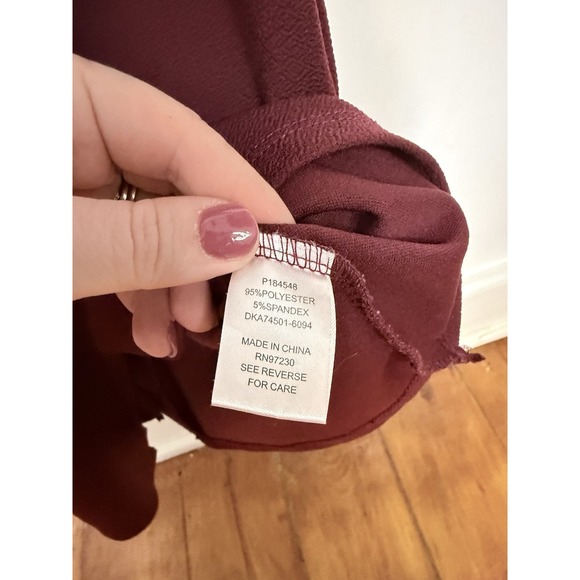 P184548
95%POLYESTER
5%SPANDEX
DKA74501-6094
MADE IN CHINA
RN97230
SEE REVERSE
FOR CARE